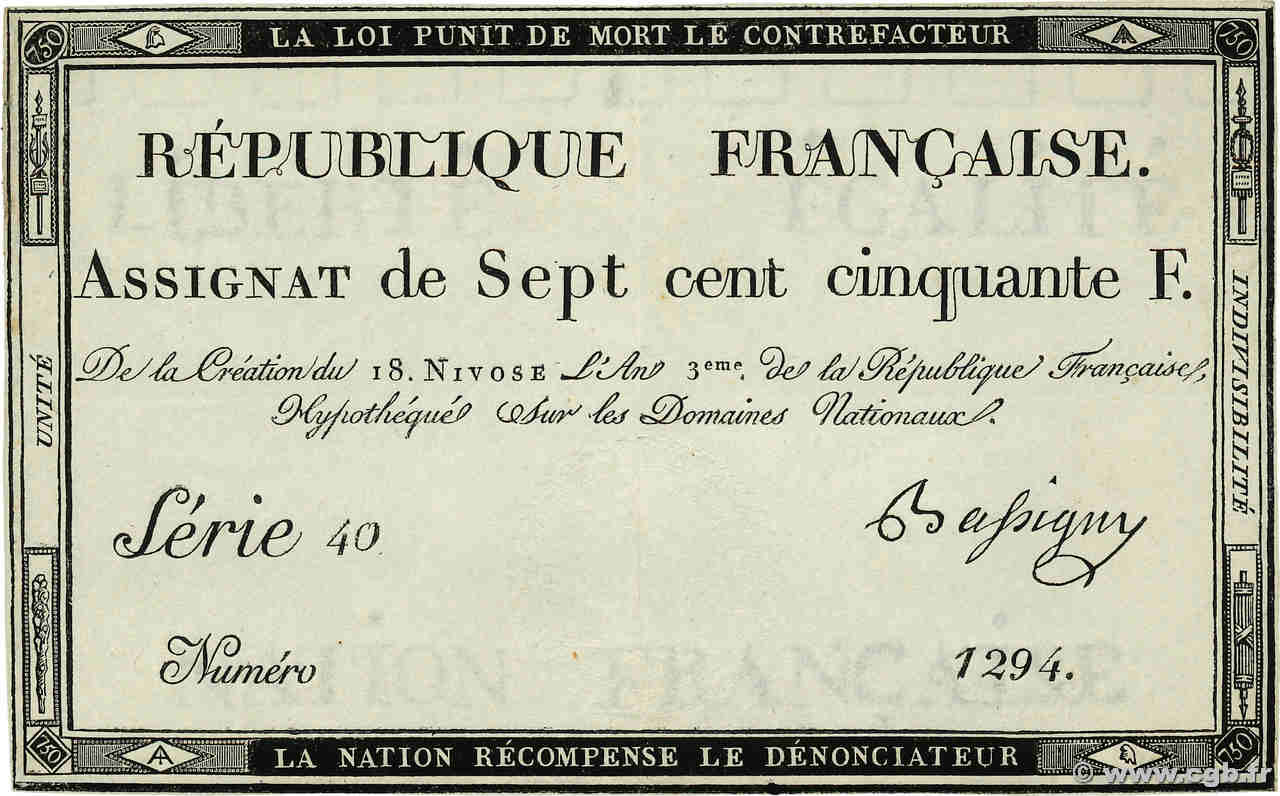 750 LA LOI PUNIT DE MORT LE CONTREFACTEUR 750
RÉPUBLIQUE FRANÇAISE.
ASSIGNAT de Sept cent cinquante F.
De la Création du 18. NIVOSE L'An 3eme. de la République Française,
Hypothéqué Sur les Domaines Nationaux.
UNITÉ
INDIVISIBILITÉ
Série 40
Bassigny
Numéro 1294.
750 LA NATION RÉCOMPENSE LE DÉNONCIATEUR 750
© www.cgb.fr